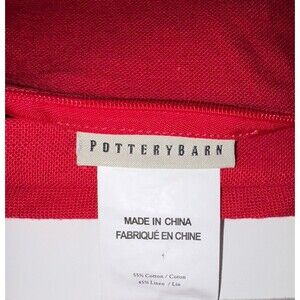 POTTERYBARN
MADE IN CHINA
FABRIQUÉ EN CHINE
55% Cotton / Coton
45% Linen / Lin